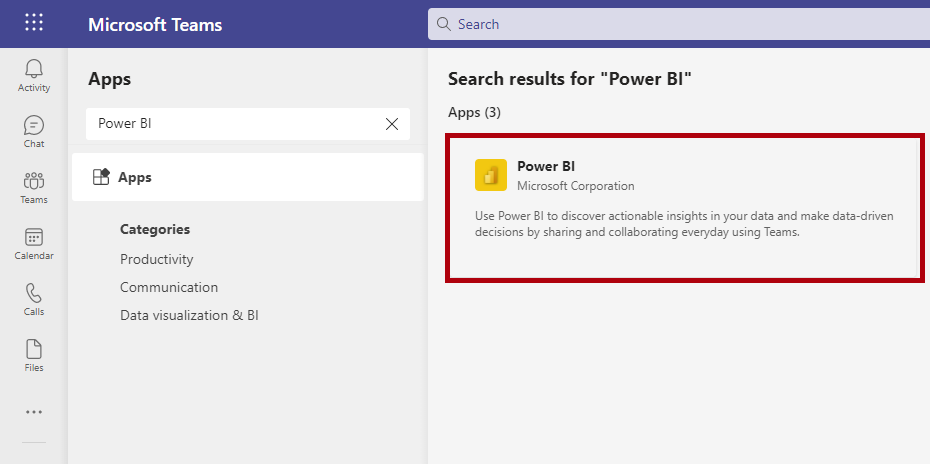 Microsoft Teams
Search
Activity
Chat
Teams
Calendar
Calls
Files
Apps
Power BI
Apps
Categories
Productivity
Communication
Data visualization & BI
Search results for "Power BI"
Apps (3)
Power BI
Microsoft Corporation
Use Power BI to discover actionable insights in your data and make data-driven
decisions by sharing and collaborating everyday using Teams.